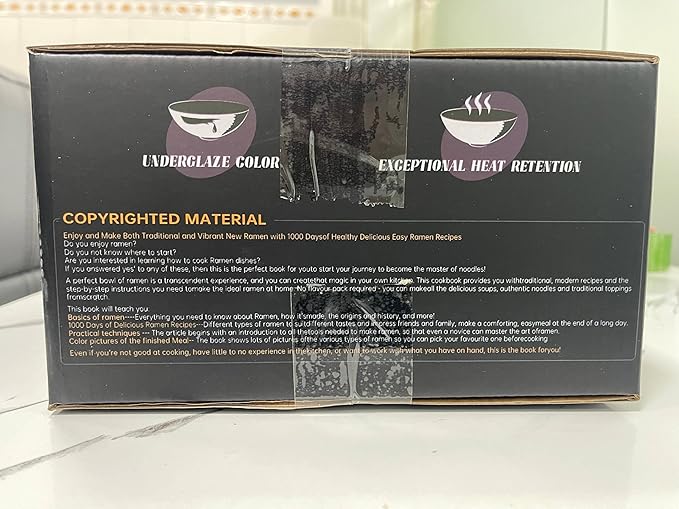 UNDERGLAZE COLOR
EXCEPTIONAL HEAT RETENTION
COPYRIGHTED MATERIAL
Enjoy and Make Both Traditional and Vibrant New Ramen with 1000 Daysof Healthy Delicious Easy Ramen Recipes
Do you enjoy ramen?
Do you not know where to start?
Are you interested in learning how to cook Ramen dishes?
If you answered yes' to any of these, then this is the perfect book for youto start your journey to become the master of noodles!
A perfect bowl of ramen is a transcendent experience, and you can createthat magic in your own kitchen. This cookbook provides you withtraditional, modern recipes and the
step-by-step instructions you need tomake the ideal ramen at home. No flavour pack required - you can makeall the delicious soups, authentic noodles and traditional toppings
fromscratch.
This book will teach you:
Basics of ramen----Everything you need to know about Ramen, how it'smade, the origins and history, and more!
1000 Days of Delicious Ramen Recipes---Different types of ramen to suitdifferent tastes and impress friends and family, make a comforting, easymeal at the end of a long day.
Practical techniques --- The article begins with an introduction to all thetools needed to make ramen, so that even a novice can master the art oframen.
Color pictures of the finished Meal-- The book shows lots of pictures ofthe various types of ramen so you can pick your favourite one beforecooking
Even if you're not good at cooking, have little to no experience in thekitchen, or want to work with what you have on hand, this is the book foryou!